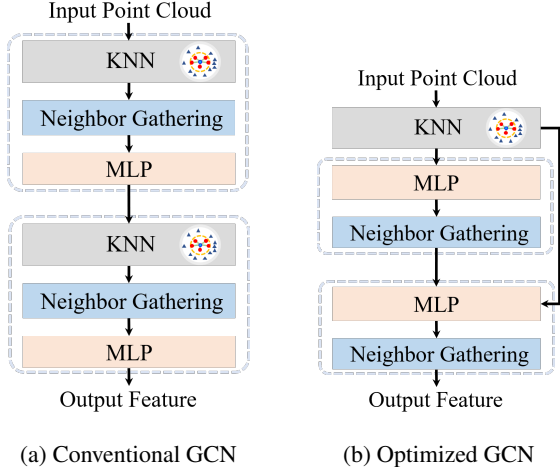 Input Point Cloud
KNN
Neighbor Gathering
MLP
KNN
Neighbor Gathering
MLP
Output Feature
(a) Conventional GCN
Input Point Cloud
KNN
MLP
Neighbor Gathering
MLP
Neighbor Gathering
Output Feature
(b) Optimized GCN